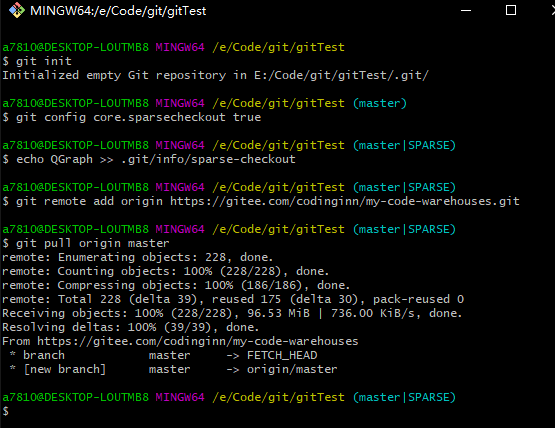 MINGW64:/e/Code/git/gitTest
a7810@DESKTOP-LOUTMB8 MINGW64 /e/Code/git/gitTest
$ git init
Initialized empty Git repository in E:/Code/git/gitTest/.git/
a7810@DESKTOP-LOUTMB8 MINGW64 /e/Code/git/gitTest (master)
$ git config core.sparsecheckout true
a7810@DESKTOP-LOUTMB8 MINGW64 /e/Code/git/gitTest (master|SPARSE)
$ echo QGraph >> .git/info/sparse-checkout
a7810@DESKTOP-LOUTMB8 MINGW64 /e/Code/git/gitTest (master|SPARSE)
$ git remote add origin https://gitee.com/codinginn/my-code-warehouses.git
a7810@DESKTOP-LOUTMB8 MINGW64 /e/Code/git/gitTest (master|SPARSE)
$ git pull origin master
remote: Enumerating objects: 228, done.
remote: Counting objects: 100% (228/228), done.
remote: Compressing objects: 100% (186/186), done.
remote: Total 228 (delta 39), reused 175 (delta 30), pack-reused 0
Receiving objects: 100% (228/228), 96.53 MiB | 736.00 KiB/s, done.
Resolving deltas: 100% (39/39), done.
From https://gitee.com/codinginn/my-code-warehouses
 * branch            master     -> FETCH_HEAD
 * [new branch]      master     -> origin/master
a7810@DESKTOP-LOUTMB8 MINGW64 /e/Code/git/gitTest (master|SPARSE)
$